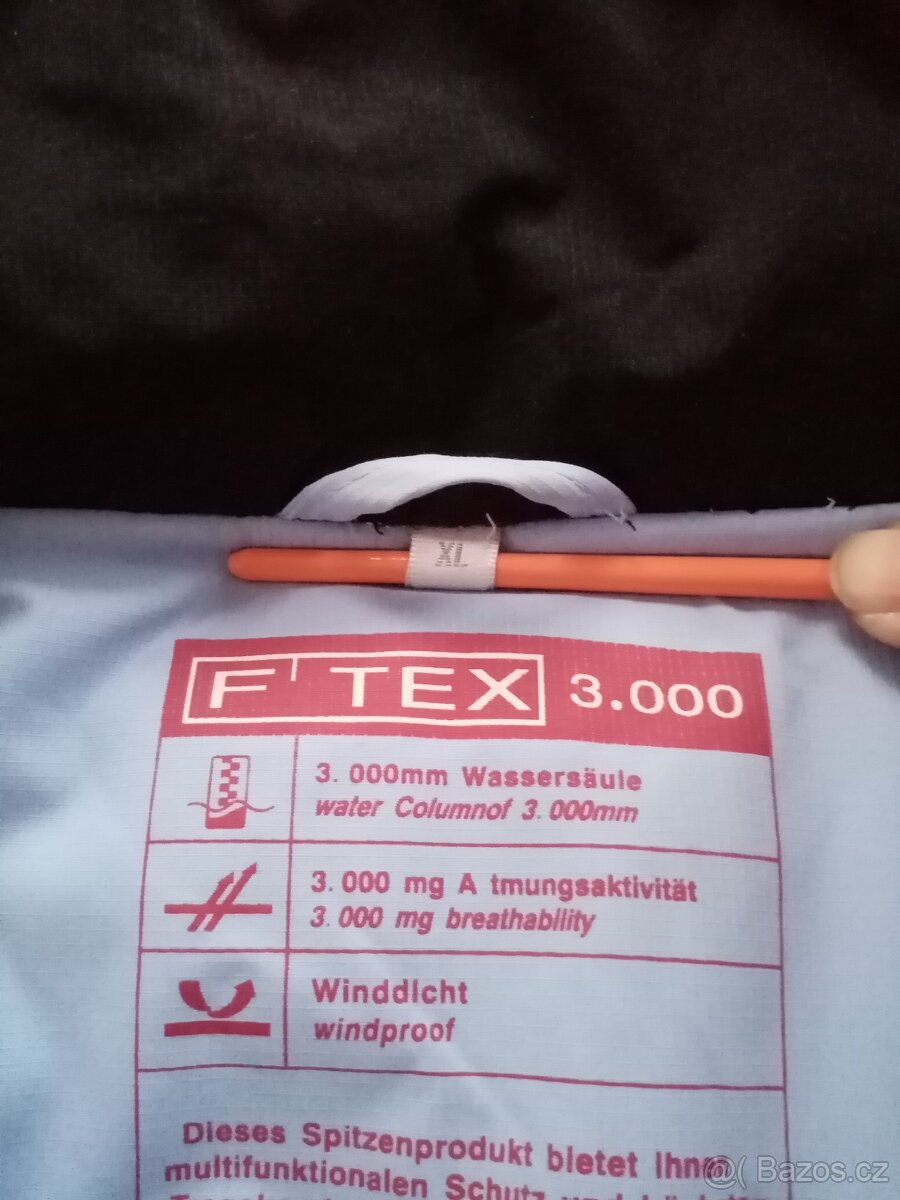 XL
F' TEX 3.000
3. 000mm Wassersäule
water Columnof 3. 000mm
3. 000 mg A tmungsaktivität
3. 000 mg breathability
Winddicht
windproof
Dieses Spitzenprodukt bietet Ihn
multifunktionalen Schutz und
@( Bazos.cz